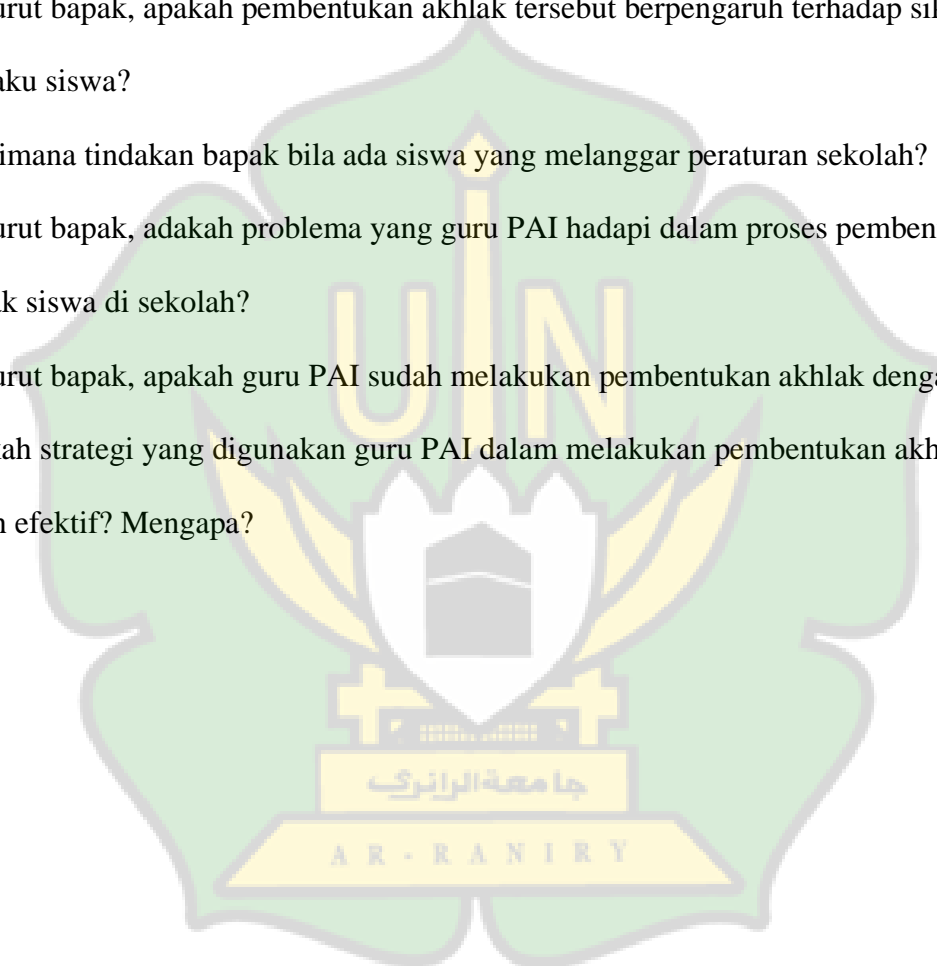 urut bapak, apakah pembentukan akhlak tersebut berpengaruh terhadap sik
aku siswa?
imana tindakan bapak bila ada siswa yang melanggar peraturan sekolah?
urut bapak, adakah problema yang guru PAI hadapi dalam proses pemben
ak siswa di sekolah?
urut bapak, apakah guru PAI sudah melakukan pembentukan akhlak denga
kah strategi yang digunakan guru PAI dalam melakukan pembentukan akh
h efektif? Mengapa?
UIN
جامعة الرانري
AR-RANIRY